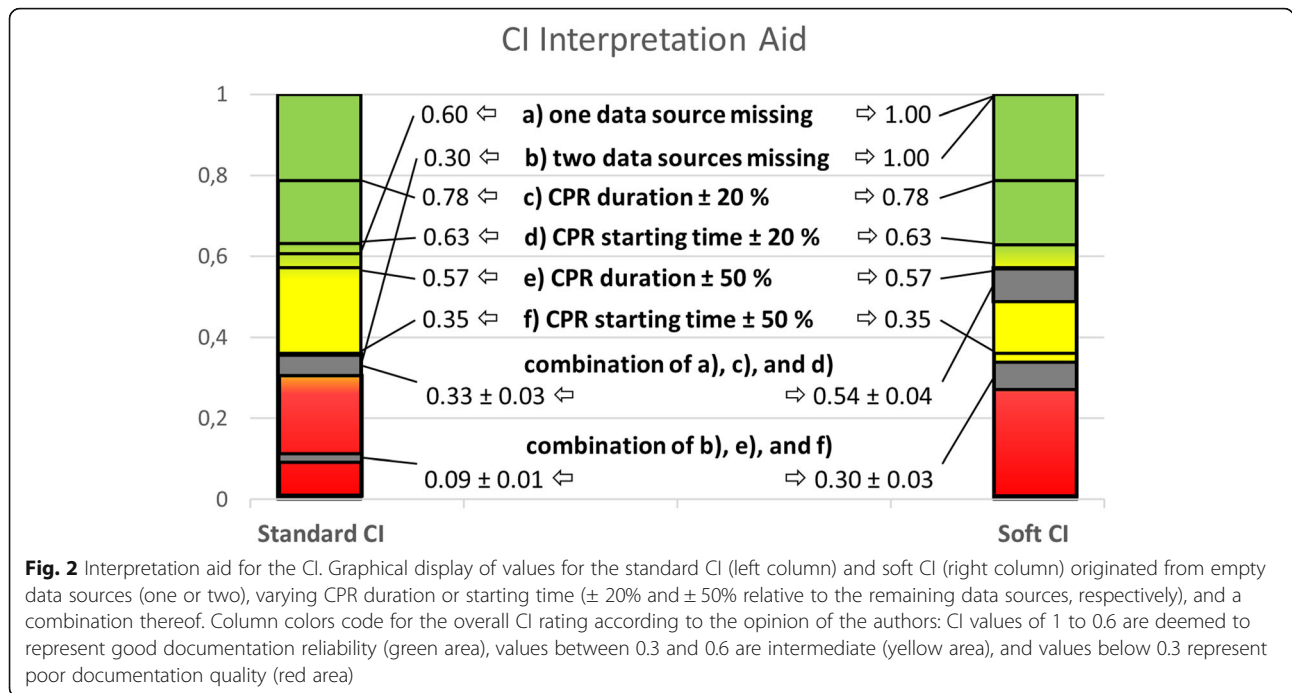 CI Interpretation Aid
1
0,8
0,6
0,4
0,2
0
0.60 ⇦ a) one data source missing ⇨ 1.00
0.30 ⇦ b) two data sources missing ⇨ 1.00
0.78 ⇦ c) CPR duration ± 20 % ⇨ 0.78
0.63 ⇦ d) CPR starting time ± 20 % ⇨ 0.63
0.57 ⇦ e) CPR duration ± 50 % ⇨ 0.57
0.35 ⇦ f) CPR starting time ± 50 % ⇨ 0.35
combination of a), c), and d)
0.33 ± 0.03 ⇦ ⇨ 0.54 ± 0.04
combination of b), e), and f)
0.09 ± 0.01 ⇦ ⇨ 0.30 ± 0.03
Standard CI Soft CI
Fig. 2 Interpretation aid for the CI. Graphical display of values for the standard CI (left column) and soft CI (right column) originated from empty
data sources (one or two), varying CPR duration or starting time (± 20% and ± 50% relative to the remaining data sources, respectively), and a
combination thereof. Column colors code for the overall CI rating according to the opinion of the authors: CI values of 1 to 0.6 are deemed to
represent good documentation reliability (green area), values between 0.3 and 0.6 are intermediate (yellow area), and values below 0.3 represent
poor documentation quality (red area)